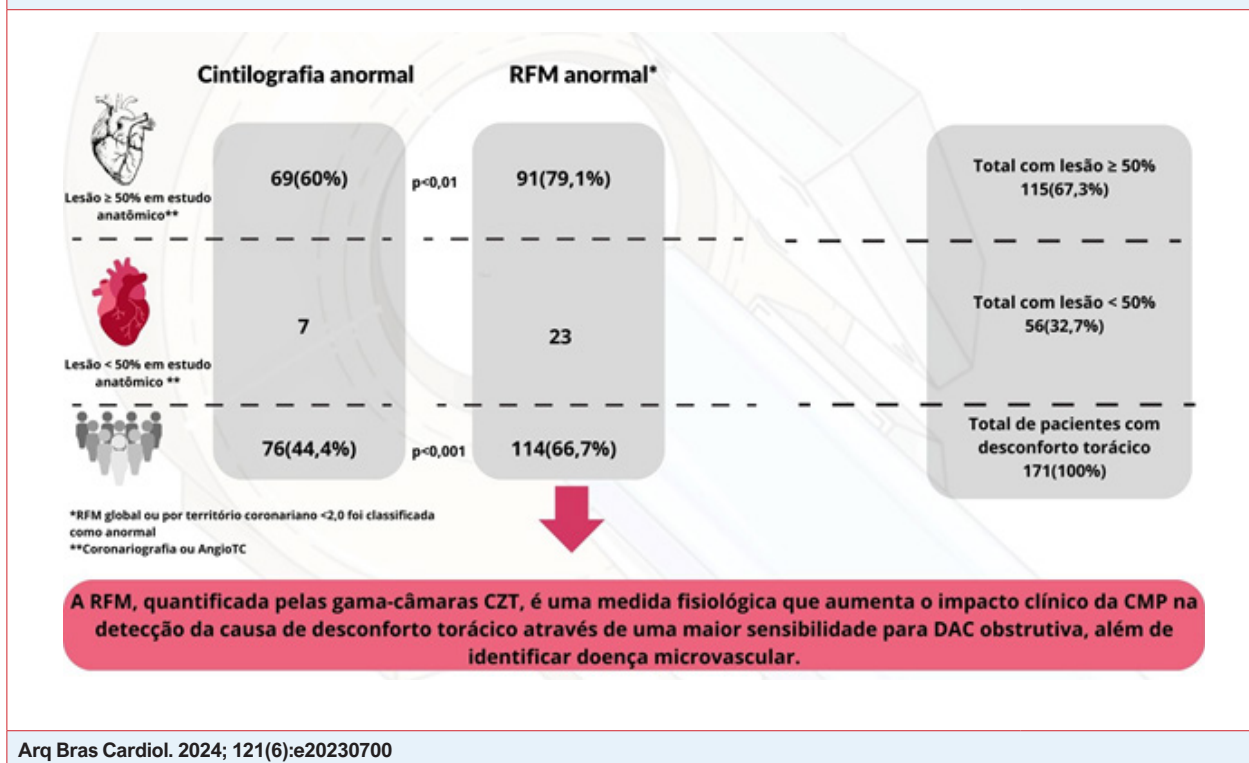 Cintilografia anormal
RFM anormal*
Lesão ≥ 50% em estudo
anatômico**
69(60%)
p<0,01
91(79,1%)
Total com lesão ≥ 50%
115(67,3%)
Lesão < 50% em estudo
anatômico **
7
23
Total com lesão < 50%
56(32,7%)
76(44,4%)
p<0,001
114(66,7%)
Total de pacientes com
desconforto torácico
171(100%)
*RFM global ou por território coronariano <2,0 foi classificada
como anormal
**Coronariografia ou AngioTC
A RFM, quantificada pelas gama-câmaras CZT, é uma medida fisiológica que aumenta o impacto clínico da CMP na
detecção da causa de desconforto torácico através de uma maior sensibilidade para DAC obstrutiva, além de
identificar doença microvascular.
Arq Bras Cardiol. 2024; 121(6):e20230700